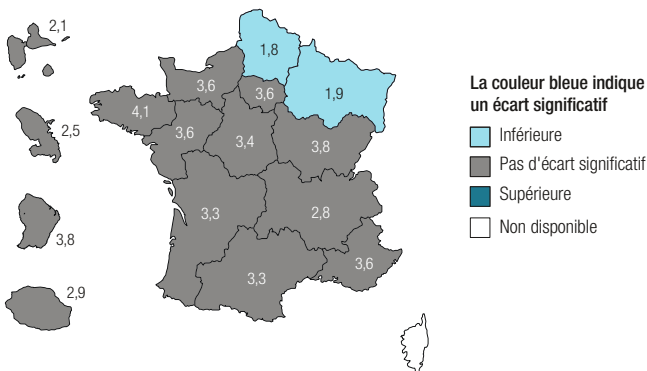 2,1
1,8
3,6
3,6
1,9
4,1
3,6
2,5
3,4
3,8
3,3
2,8
3,8
3,3
3,6
2,9
La couleur bleue indique
un écart significatif
Inférieure
Pas d'écart significatif
Supérieure
Non disponible